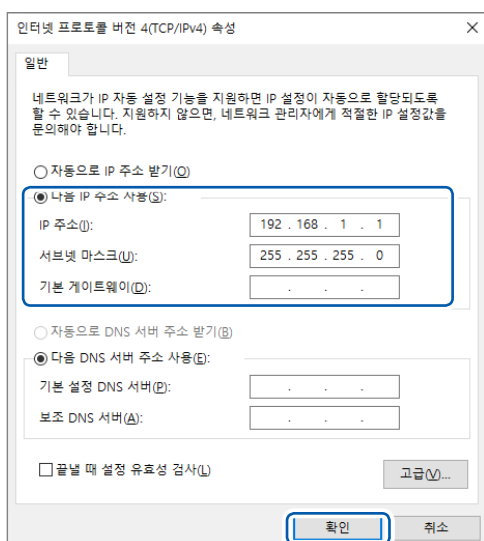 인터넷 프로토콜 버전 4(TCP/IPv4) 속성
일반
네트워크가 IP 자동 설정 기능을 지원하면 IP 설정이 자동으로 할당되도록
할 수 있습니다. 지원하지 않으면, 네트워크 관리자에게 적절한 IP 설정값을
문의해야 합니다.
자동으로 IP 주소 받기(O)
다음 IP 주소 사용(S):
IP 주소(I): 192 . 168 . 1 . 1
서브넷 마스크(U): 255 . 255 . 255 . 0
기본 게이트웨이(D): . . .
자동으로 DNS 서버 주소 받기(B)
다음 DNS 서버 주소 사용(E):
기본 설정 DNS 서버(P): . . .
보조 DNS 서버(A): . . .
끝낼 때 설정 유효성 검사(L)
고급(V)...
확인 취소